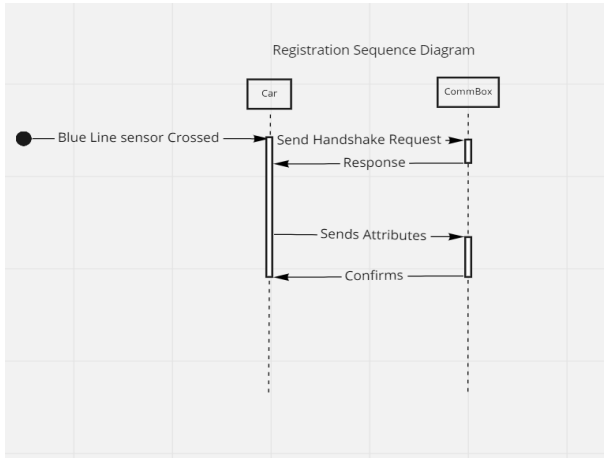 Registration Sequence Diagram
Car
CommBox
Blue Line sensor Crossed
Send Handshake Request
Response
Sends Attributes
Confirms